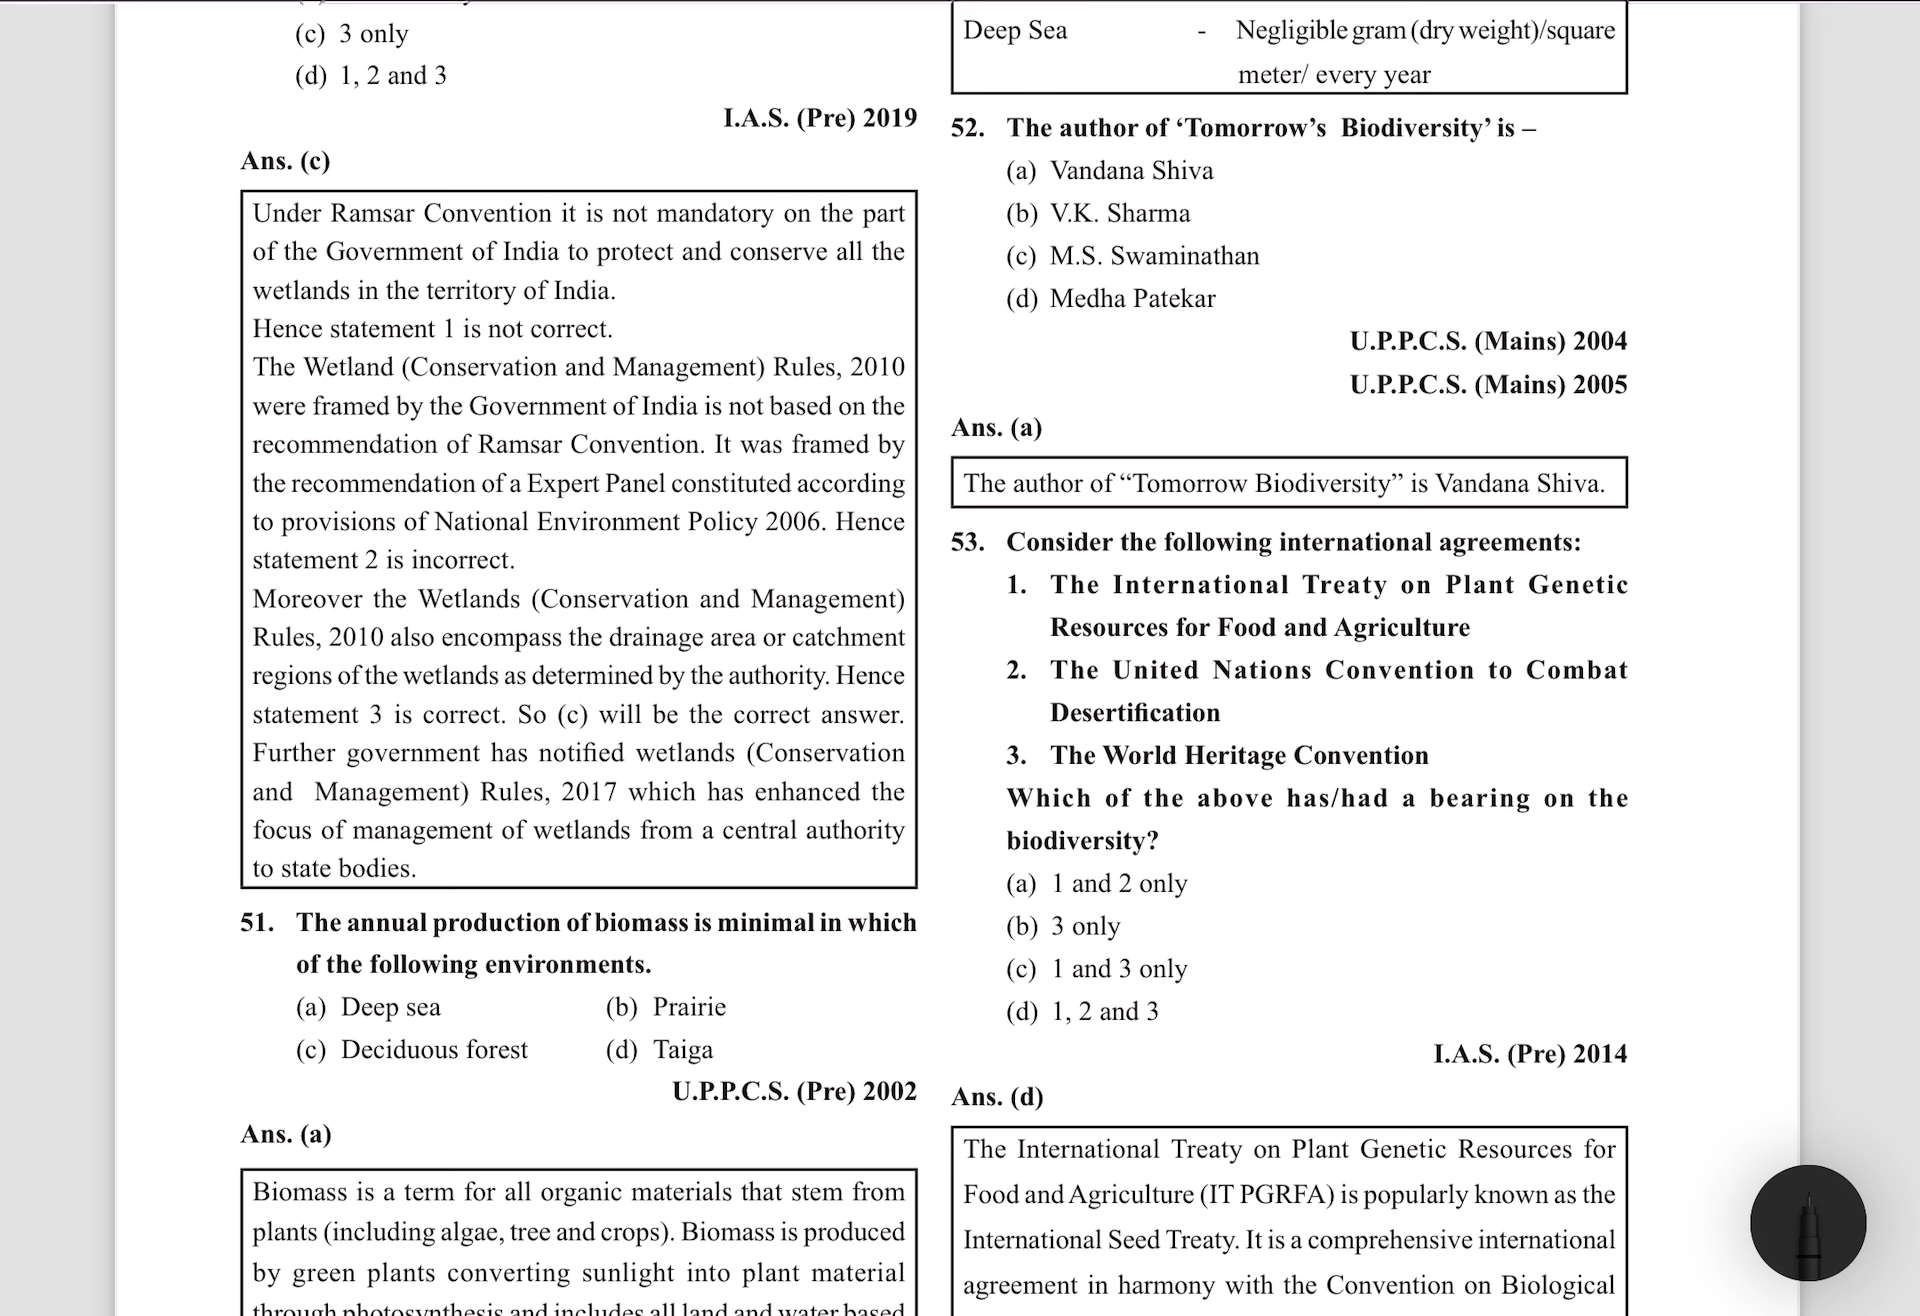 (c) 3 only
(d) 1, 2 and 3
I.A.S. (Pre) 2019
Ans. (c)
Under Ramsar Convention it is not mandatory on the part
of the Government of India to protect and conserve all the
wetlands in the territory of India.
Hence statement 1 is not correct.
The Wetland (Conservation and Management) Rules, 2010
were framed by the Government of India is not based on the
recommendation of Ramsar Convention. It was framed by
the recommendation of a Expert Panel constituted according
to provisions of National Environment Policy 2006. Hence
statement 2 is incorrect.
Moreover the Wetlands (Conservation and Management)
Rules, 2010 also encompass the drainage area or catchment
regions of the wetlands as determined by the authority. Hence
statement 3 is correct. So (c) will be the correct answer.
Further government has notified wetlands (Conservation
and Management) Rules, 2017 which has enhanced the
focus of management of wetlands from a central authority
to state bodies.
51. The annual production of biomass is minimal in which
of the following environments.
(a) Deep sea (b) Prairie
(c) Deciduous forest (d) Taiga
U.P.P.C.S. (Pre) 2002
Ans. (a)
Biomass is a term for all organic materials that stem from
plants (including algae, tree and crops). Biomass is produced
by green plants converting sunlight into plant material
through photosynthesis and includes all land and water based
Deep Sea - Negligible gram (dry weight)/square
meter/ every year
52. The author of ‘Tomorrow’s Biodiversity’ is –
(a) Vandana Shiva
(b) V.K. Sharma
(c) M.S. Swaminathan
(d) Medha Patekar
U.P.P.C.S. (Mains) 2004
U.P.P.C.S. (Mains) 2005
Ans. (a)
The author of “Tomorrow Biodiversity” is Vandana Shiva.
53. Consider the following international agreements:
1. The International Treaty on Plant Genetic
Resources for Food and Agriculture
2. The United Nations Convention to Combat
Desertification
3. The World Heritage Convention
Which of the above has/had a bearing on the
biodiversity?
(a) 1 and 2 only
(b) 3 only
(c) 1 and 3 only
(d) 1, 2 and 3
I.A.S. (Pre) 2014
Ans. (d)
The International Treaty on Plant Genetic Resources for
Food and Agriculture (IT PGRFA) is popularly known as the
International Seed Treaty. It is a comprehensive international
agreement in harmony with the Convention on Biological